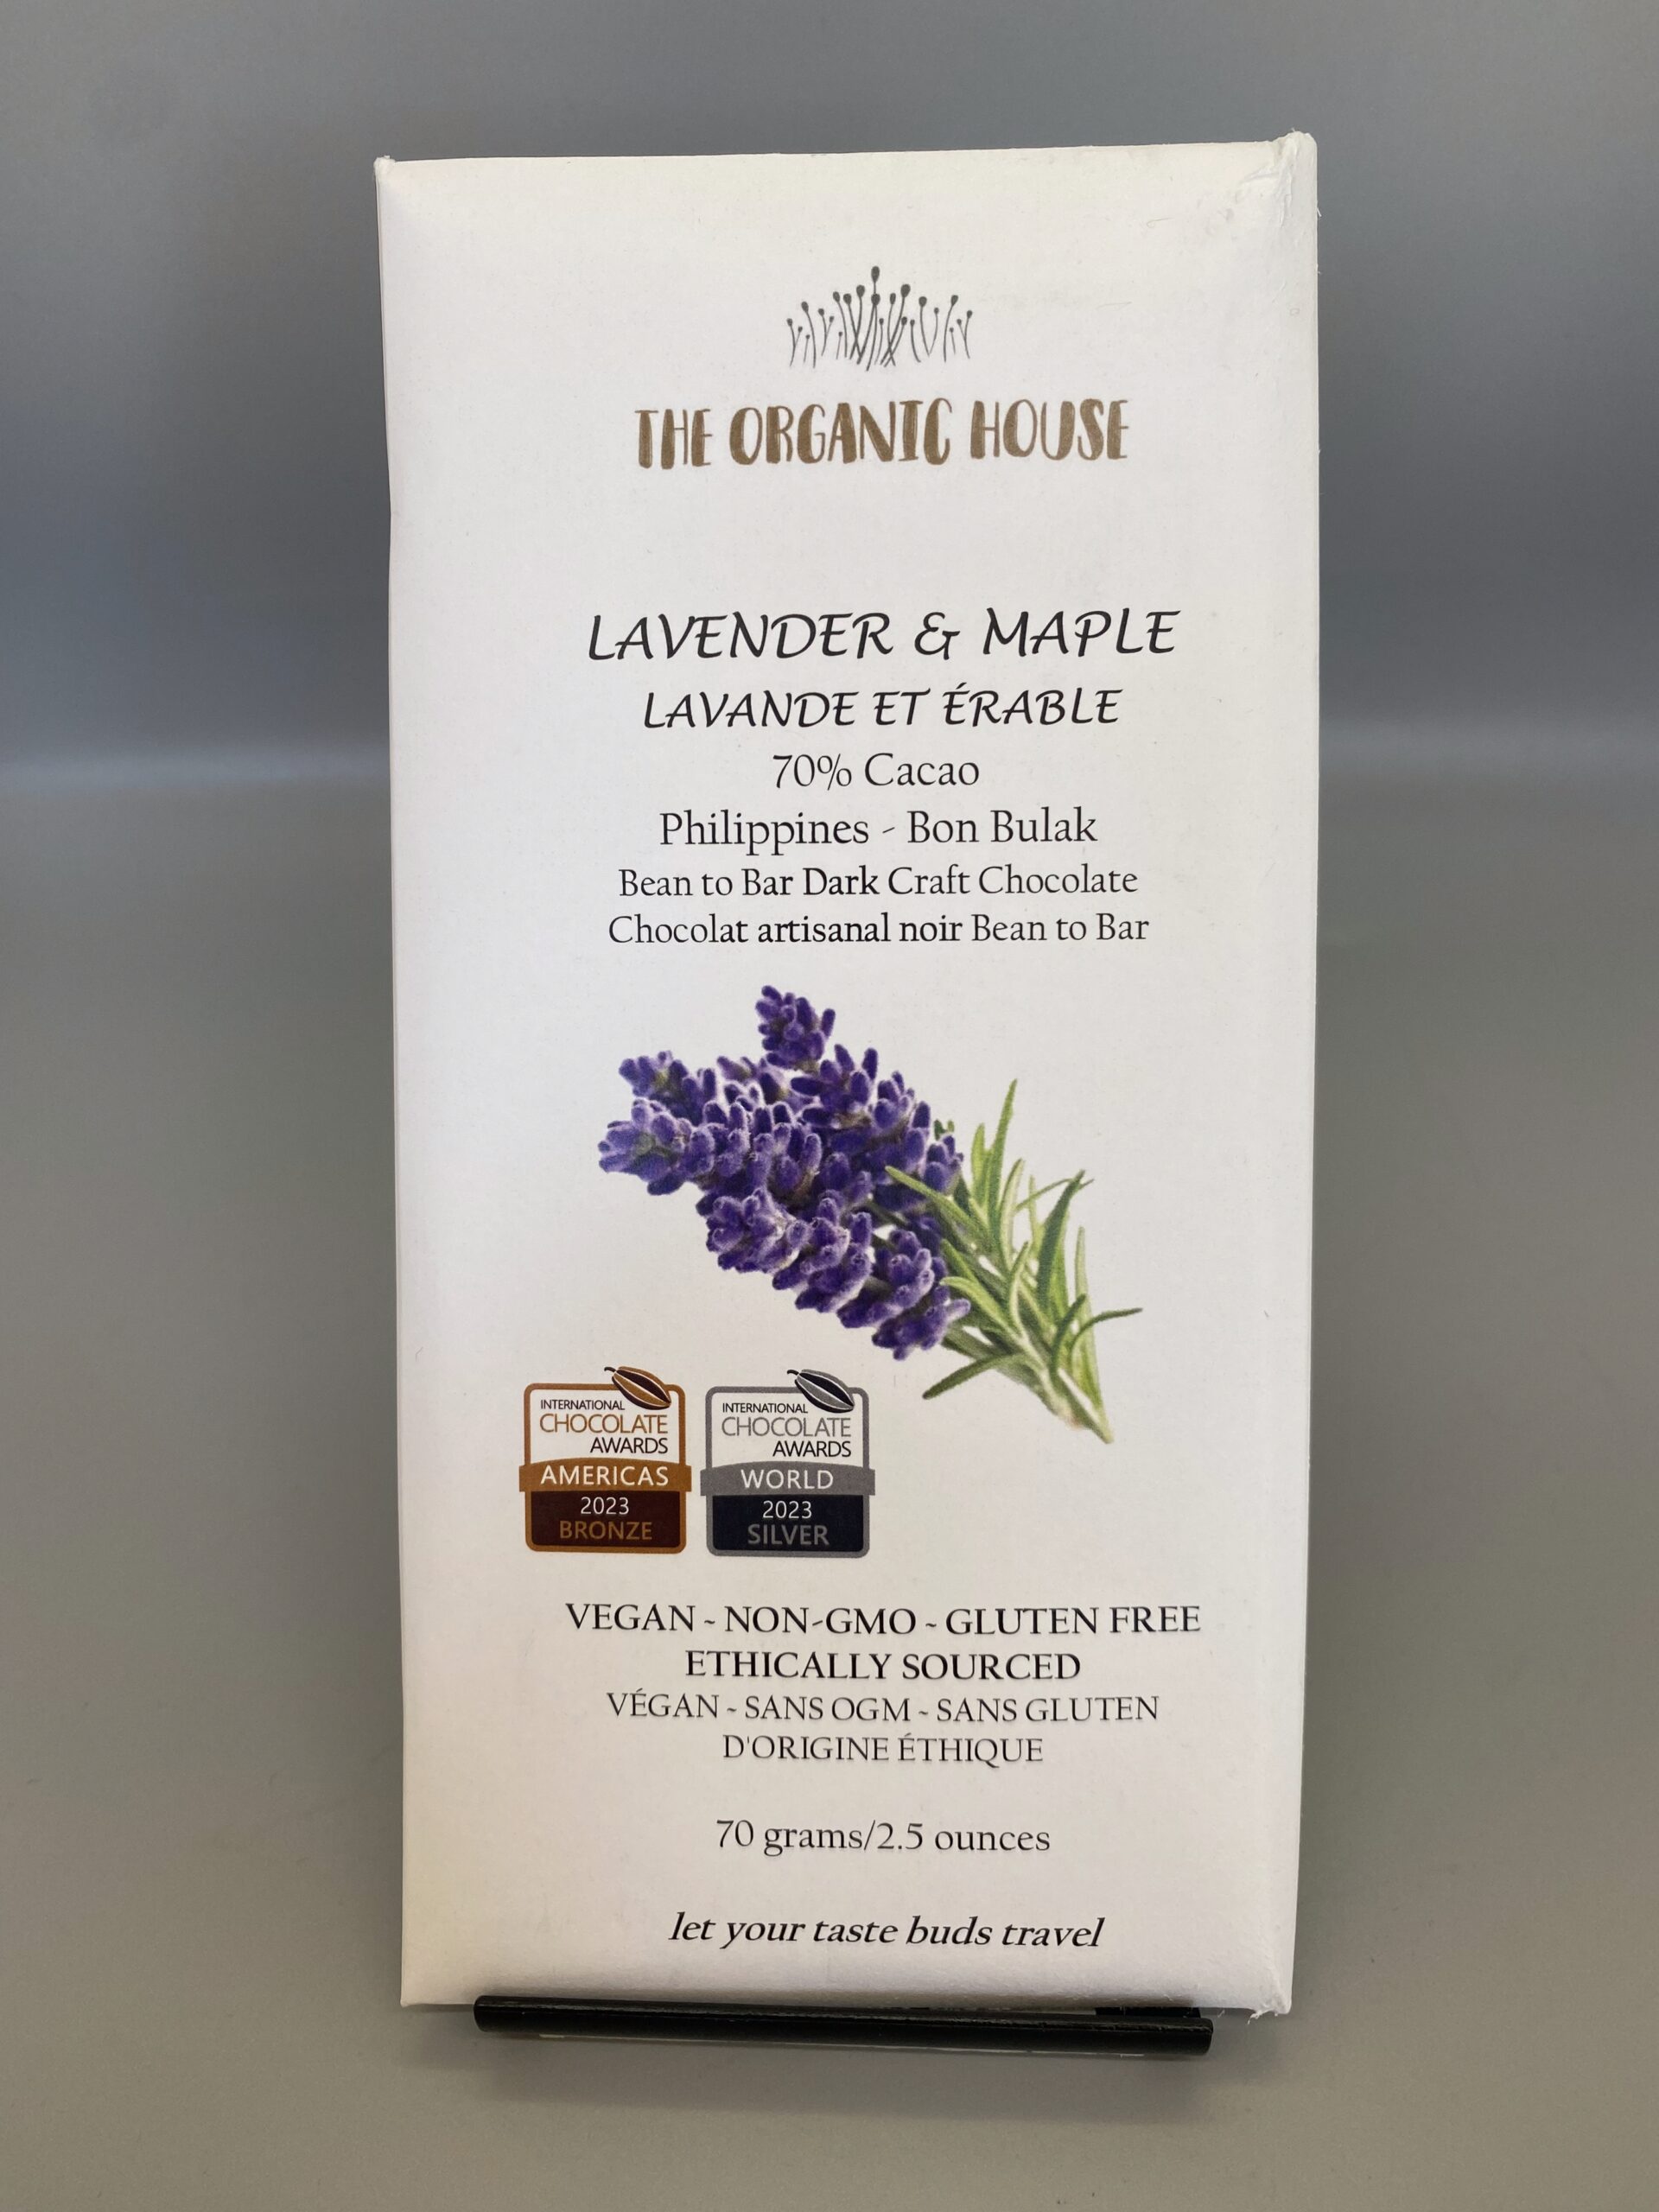 THE ORGANIC HOUSE
LAVENDER & MAPLE
LAVANDE ET ÉRABLE
70% Cacao
Philippines - Bon Bulak
Bean to Bar Dark Craft Chocolate
Chocolat artisanal noir Bean to Bar
INTERNATIONAL
CHOCOLATE
AWARDS
AMERICAS
2023
BRONZE
INTERNATIONAL
CHOCOLATE
AWARDS
WORLD
2023
SILVER
VEGAN ~ NON-GMO ~ GLUTEN FREE
ETHICALLY SOURCED
VÉGAN ~ SANS OGM ~ SANS GLUTEN
D'ORIGINE ÉTHIQUE
70 grams/2.5 ounces
let your taste buds travel